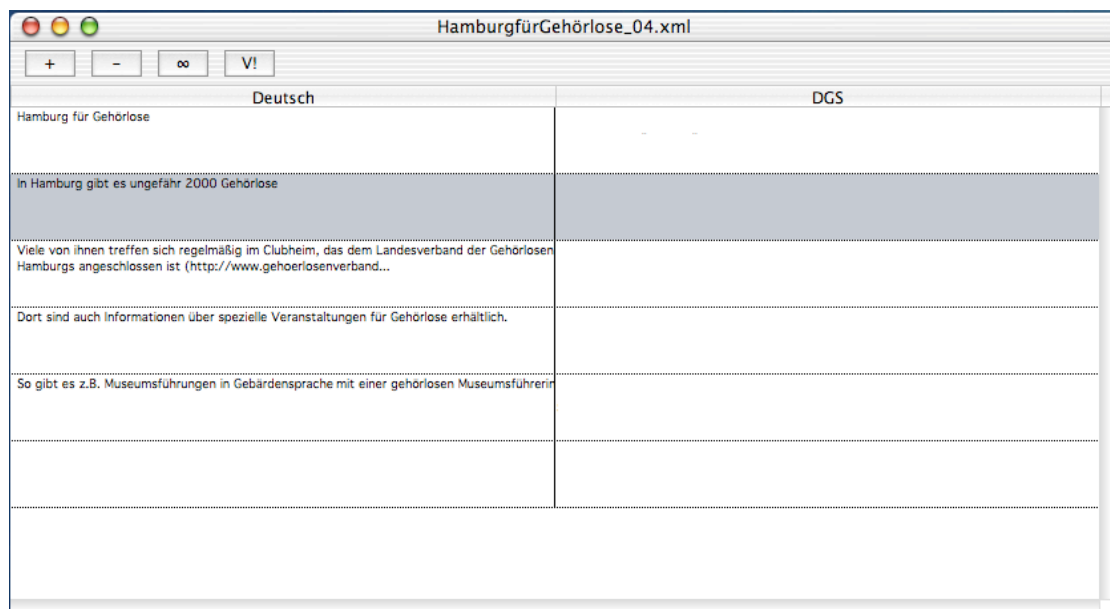 HamburgfürGehörlose_04.xml
+ - ∞ V!
Deutsch DGS
Hamburg für Gehörlose
In Hamburg gibt es ungefähr 2000 Gehörlose
Viele von ihnen treffen sich regelmäßig im Clubheim, das dem Landesverband der Gehörlosen
Hamburgs angeschlossen ist (http://www.gehoerlosenverband...
Dort sind auch Informationen über spezielle Veranstaltungen für Gehörlose erhältlich.
So gibt es z.B. Museumsführungen in Gebärdensprache mit einer gehörlosen Museumsführerin